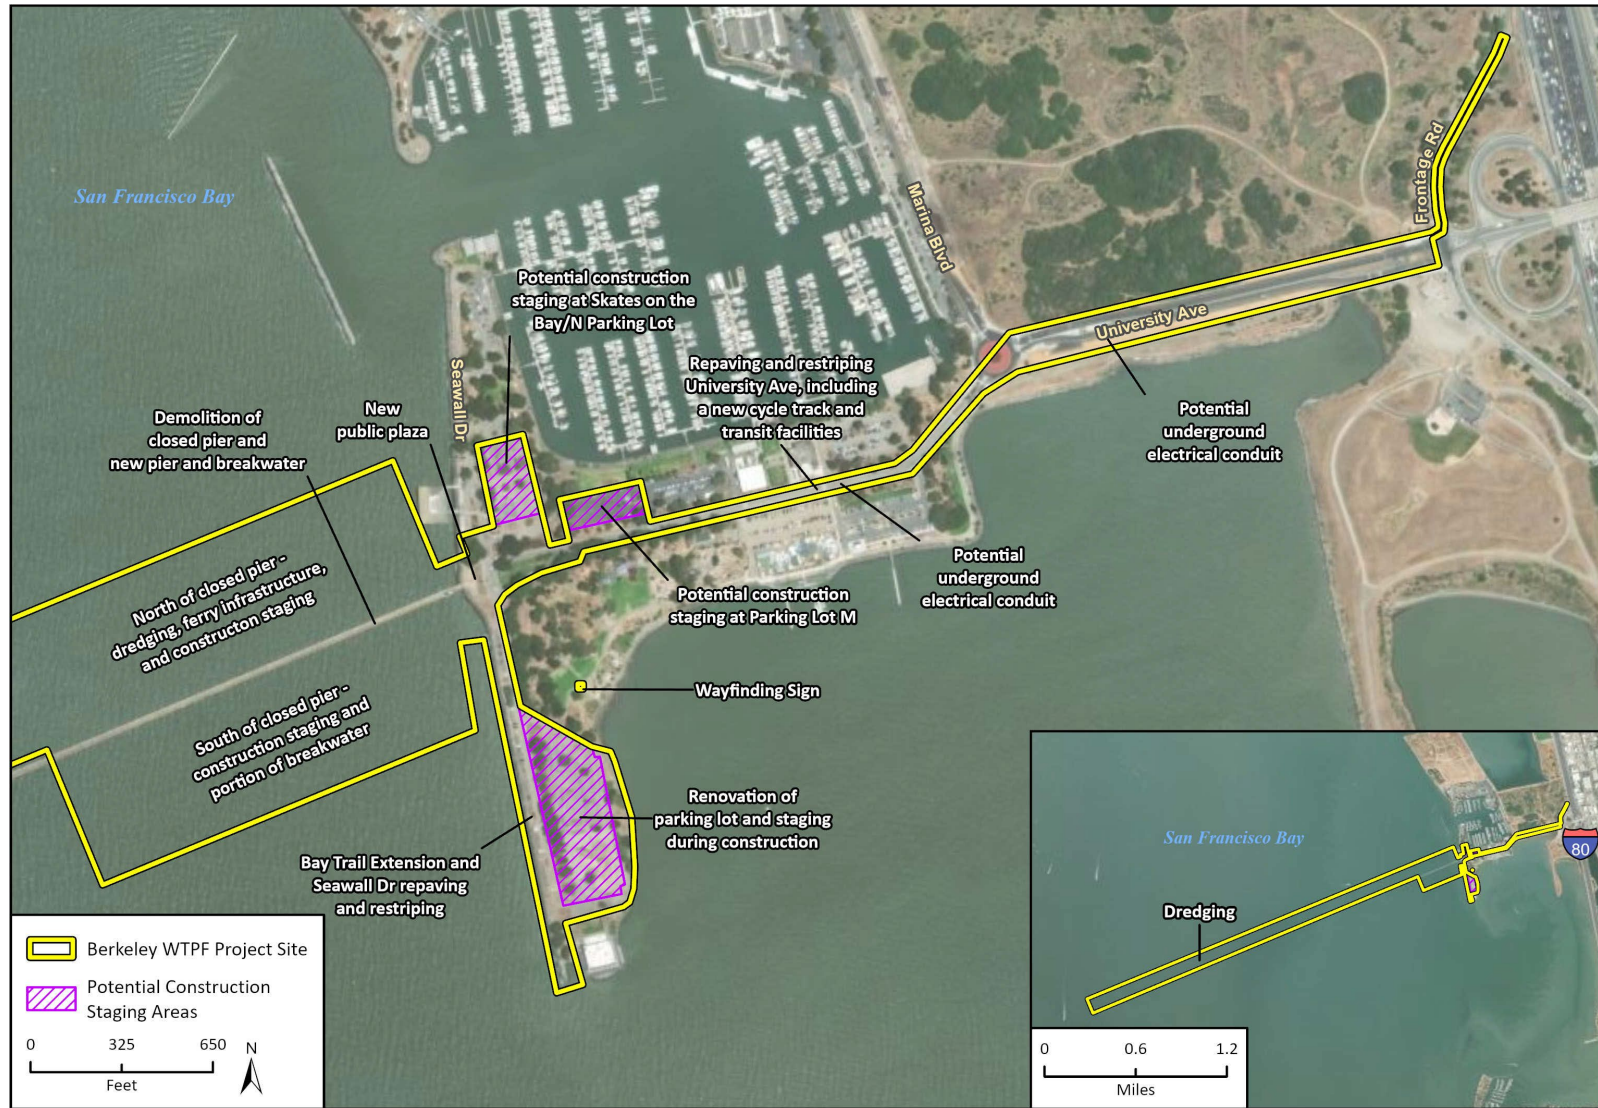 San Francisco Bay
Marina Blvd
Frontage Rd
University Ave
Seawall Dr
Potential construction
staging at Skates on the
Bay/N Parking Lot
Repaving and restriping
University Ave, including
a new cycle track and
transit facilities
Demolition of
closed pier and
new pier and breakwater
New
public plaza
Potential
underground
electrical conduit
Potential
underground
electrical conduit
North of closed pier -
dredging, ferry infrastructure,
and constructon staging
Potential construction
staging at Parking Lot M
Wayfinding Sign
South of closed pier -
construction staging and
portion of breakwater
Renovation of
parking lot and staging
during construction
Bay Trail Extension and
Seawall Dr repaving
and restriping
Berkeley WTPF Project Site
Potential Construction
Staging Areas
0 325 650
Feet
N
San Francisco Bay
80
Dredging
0 0.6 1.2
Miles